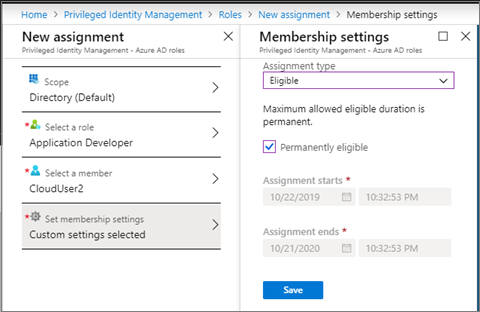 Home > Privileged Identity Management > Roles > New assignment > Membership settings
New assignment
Privileged Identity Management - Azure AD roles
Scope
Directory (Default)
* Select a role
Application Developer
* Select a member
CloudUser2
* Set membership settings
Custom settings selected
Membership settings
Privileged Identity Management - Azure AD roles
Assignment type
Eligible
Maximum allowed eligible duration is
permanent.
Permanently eligible
Assignment starts *
10/22/2019 10:32:53 PM
Assignment ends *
10/21/2020 10:32:53 PM
Save